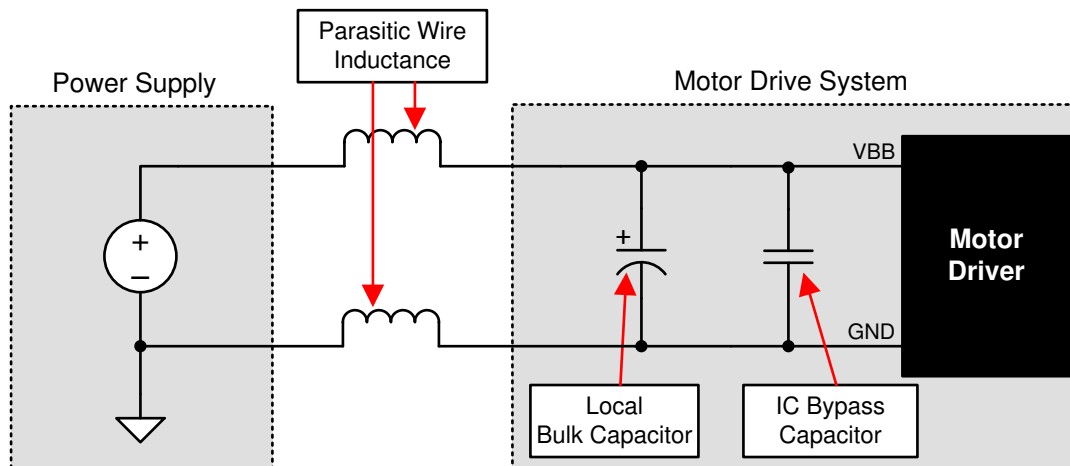 Parasitic Wire
Inductance
Power Supply
Motor Drive System
VBB
+
–
+
Motor
Driver
GND
Local
Bulk Capacitor
IC Bypass
Capacitor